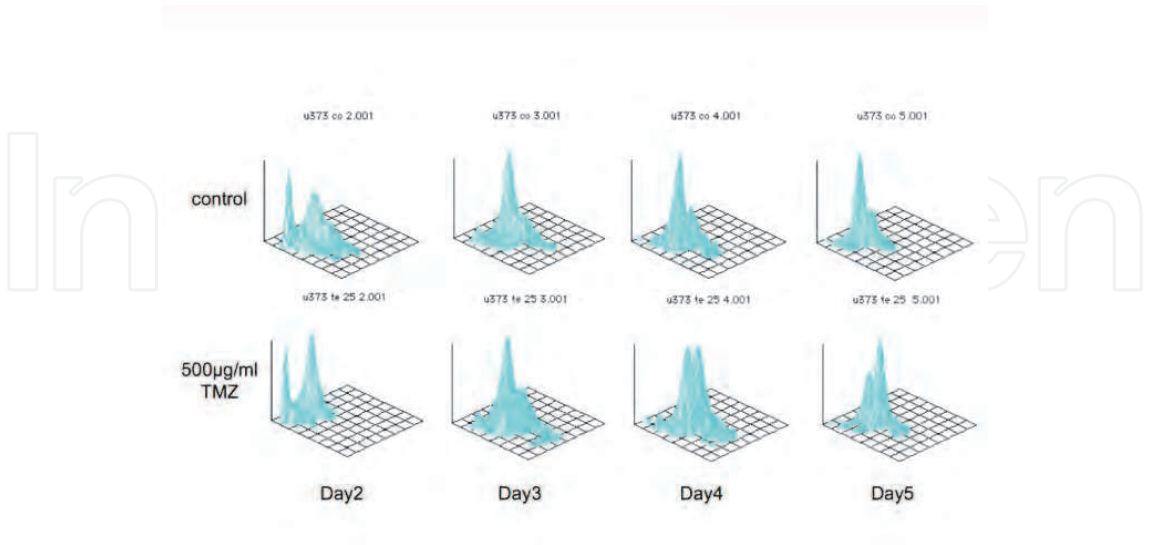 u373 co 2.001
u373 co 3.001
u373 co 4.001
u373 co 5.001
control
u373 te 25 2.001
u373 te 25 3.001
u373 te 25 4.001
u373 te 25 5.001
500µg/ml
TMZ
Day2
Day3
Day4
Day5
In
en